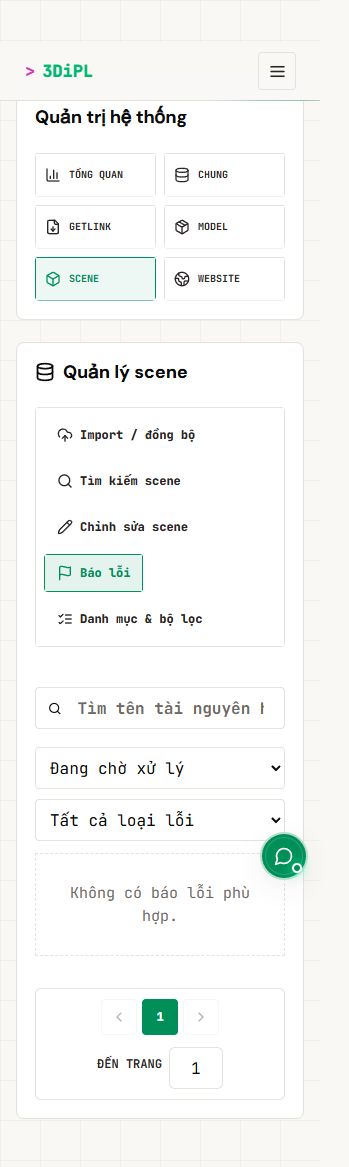 > 3DiPL
Quản trị hệ thống
TỔNG QUAN
CHUNG
GETLINK
MODEL
SCENE
WEBSITE
Quản lý scene
Import / đồng bộ
Tìm kiếm scene
Chỉnh sửa scene
Báo lỗi
Danh mục & bộ lọc
Tìm tên tài nguyên
Đang chờ xử lý
Tất cả loại lỗi
Không có báo lỗi phù
hợp.
1
ĐẾN TRANG
1